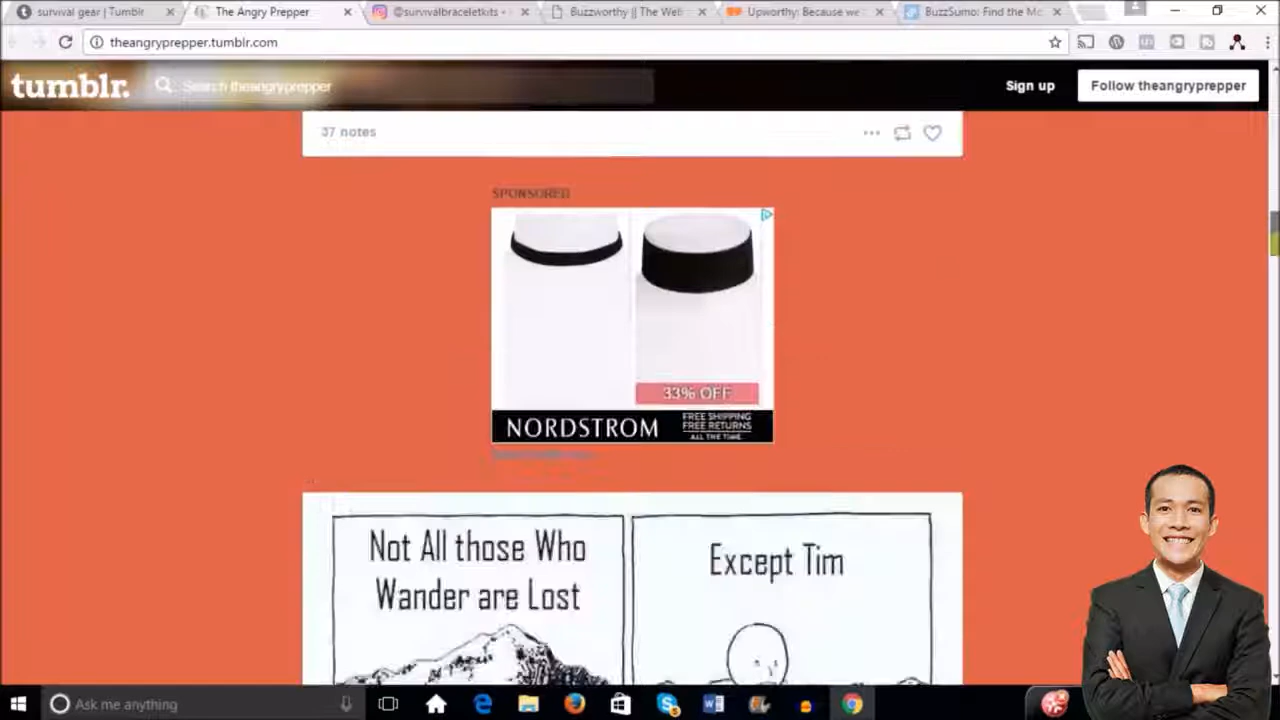 survival gear | Tumblr
The Angry Prepper
@survivalbraceletkits •
Buzzworthy || The Web
Upworthy: Because we
BuzzSumo: Find the Mo
theangryprepper.tumblr.com
tumblr.
Search theangryprepper
Sign up
Follow theangryprepper
37 notes
SPONSORED
33% OFF
NORDSTROM
FREE SHIPPING
FREE RETURNS
ALL THE TIME.
Not All those Who
Wander are Lost
Except Tim
Ask me anything